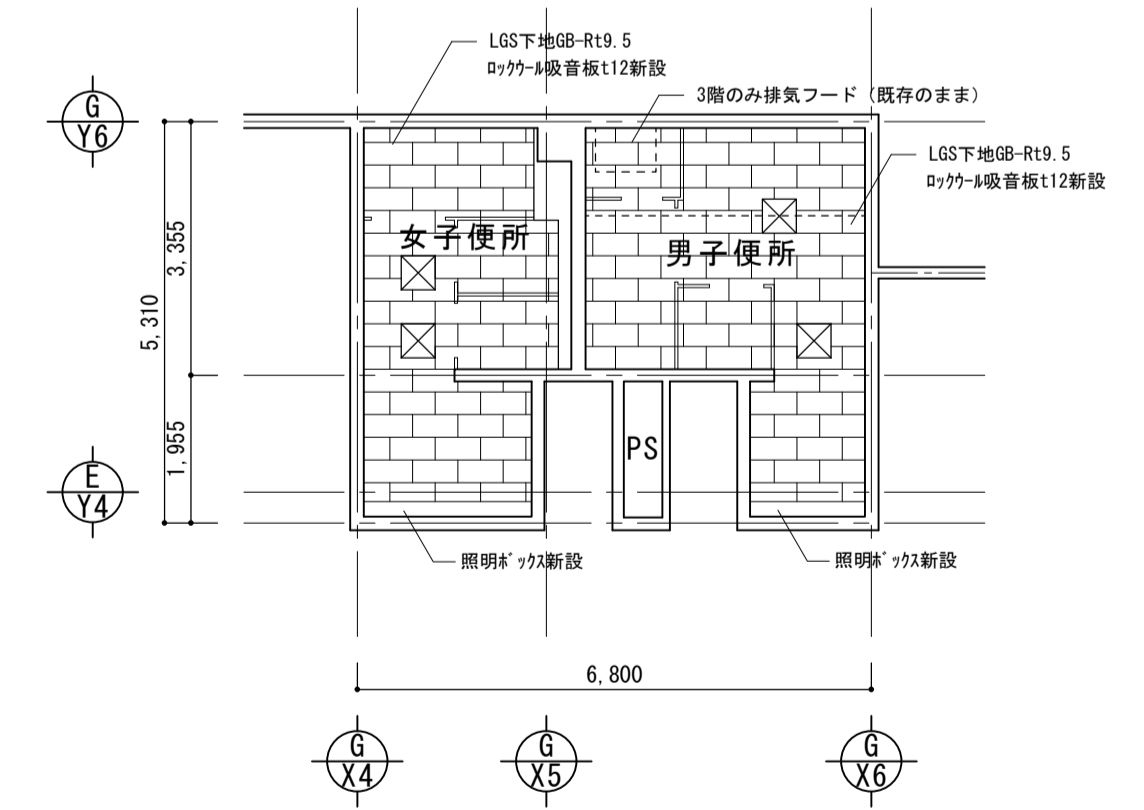 LGS下地GB-Rt9.5
ロックウール吸音板t12新設
3階のみ排気フード（既存のまま）
LGS下地GB-Rt9.5
ロックウール吸音板t12新設
G
Y6
女子便所
男子便所
3,355
5,310
1,955
PS
E
Y4
照明ボックス新設
照明ボックス新設
6,800
G
X4
G
X5
G
X6